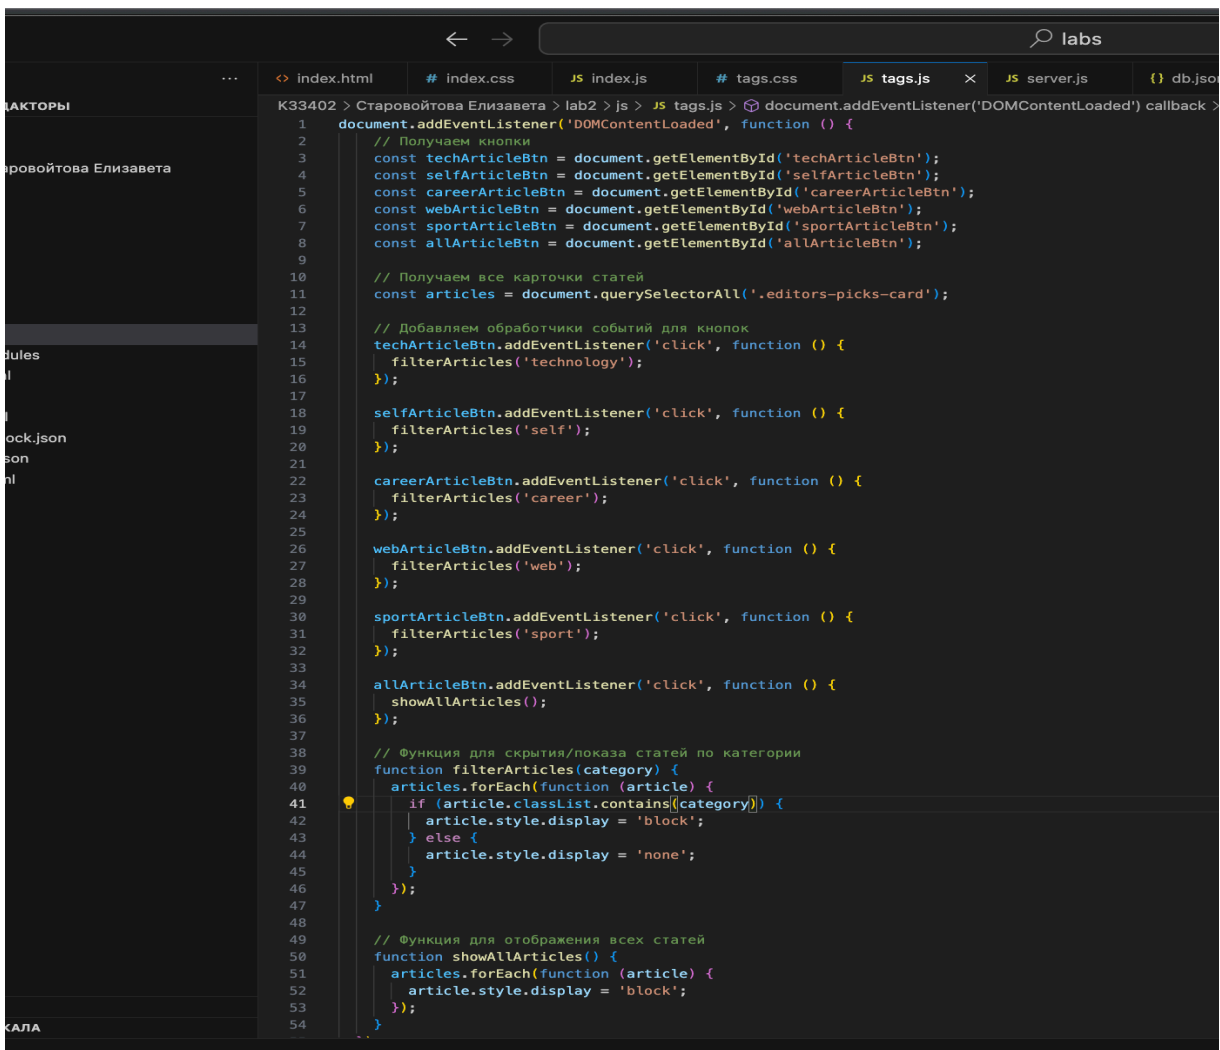 labs
index.html
index.css
index.js
tags.css
tags.js
server.js
db.json
K33402 > Старовойтова Елизавета > lab2 > js > JS tags.js > document.addEventListener('DOMContentLoaded') callback >
1 document.addEventListener('DOMContentLoaded', function () {
2 // Получаем кнопки
3 const techArticleBtn = document.getElementById('techArticleBtn');
4 const selfArticleBtn = document.getElementById('selfArticleBtn');
5 const careerArticleBtn = document.getElementById('careerArticleBtn');
6 const webArticleBtn = document.getElementById('webArticleBtn');
7 const sportArticleBtn = document.getElementById('sportArticleBtn');
8 const allArticleBtn = document.getElementById('allArticleBtn');
9
10 // Получаем все карточки статей
11 const articles = document.querySelectorAll('.editors-picks-card');
12
13 // Добавляем обработчики событий для кнопок
14 techArticleBtn.addEventListener('click', function () {
15 filterArticles('technology');
16 });
17
18 selfArticleBtn.addEventListener('click', function () {
19 filterArticles('self');
20 });
21
22 careerArticleBtn.addEventListener('click', function () {
23 filterArticles('career');
24 });
25
26 webArticleBtn.addEventListener('click', function () {
27 filterArticles('web');
28 });
29
30 sportArticleBtn.addEventListener('click', function () {
31 filterArticles('sport');
32 });
33
34 allArticleBtn.addEventListener('click', function () {
35 showAllArticles();
36 });
37
38 // Функция для скрытия/показа статей по категории
39 function filterArticles(category) {
40 articles.forEach(function (article) {
41 if (article.classList.contains(category)) {
42 article.style.display = 'block';
43 } else {
44 article.style.display = 'none';
45 }
46 });
47 }
48
49 // Функция для отображения всех статей
50 function showAllArticles() {
51 articles.forEach(function (article) {
52 article.style.display = 'block';
53 });
54 }
ДАКТОРЫ
аровойтова Елизавета
dules
l
l
ock.json
son
ml
КАЛА